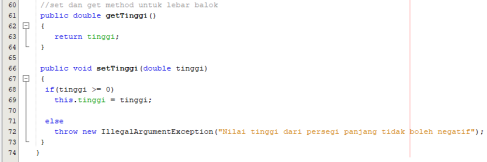 60 //set dan get method untuk lebar balok
61 public double getTinggi()
62 {
63 return tinggi;
64 }
65
66 public void setTinggi(double tinggi)
67 {
68 if(tinggi >= 0)
69 this.tinggi = tinggi;
70
71 else
72 throw new IllegalArgumentException("Nilai tinggi dari persegi panjang tidak boleh negatif");
73 }
74 }